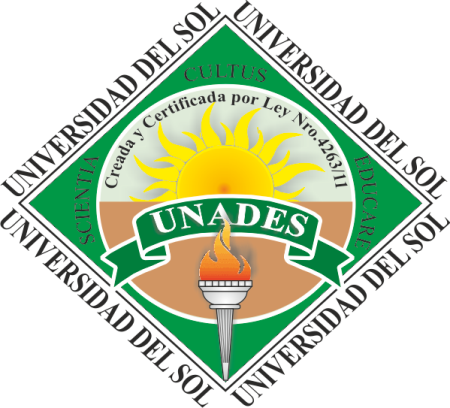 UNIVERSIDAD DEL SOL
UNIVERSIDAD DEL SOL
CULTUS
Creada y Certificada por Ley Nro.4263/11
SCIENTIA
EDUCARE
UNADES
UNIVERSIDAD DEL SOL
UNIVERSIDAD DEL SOL